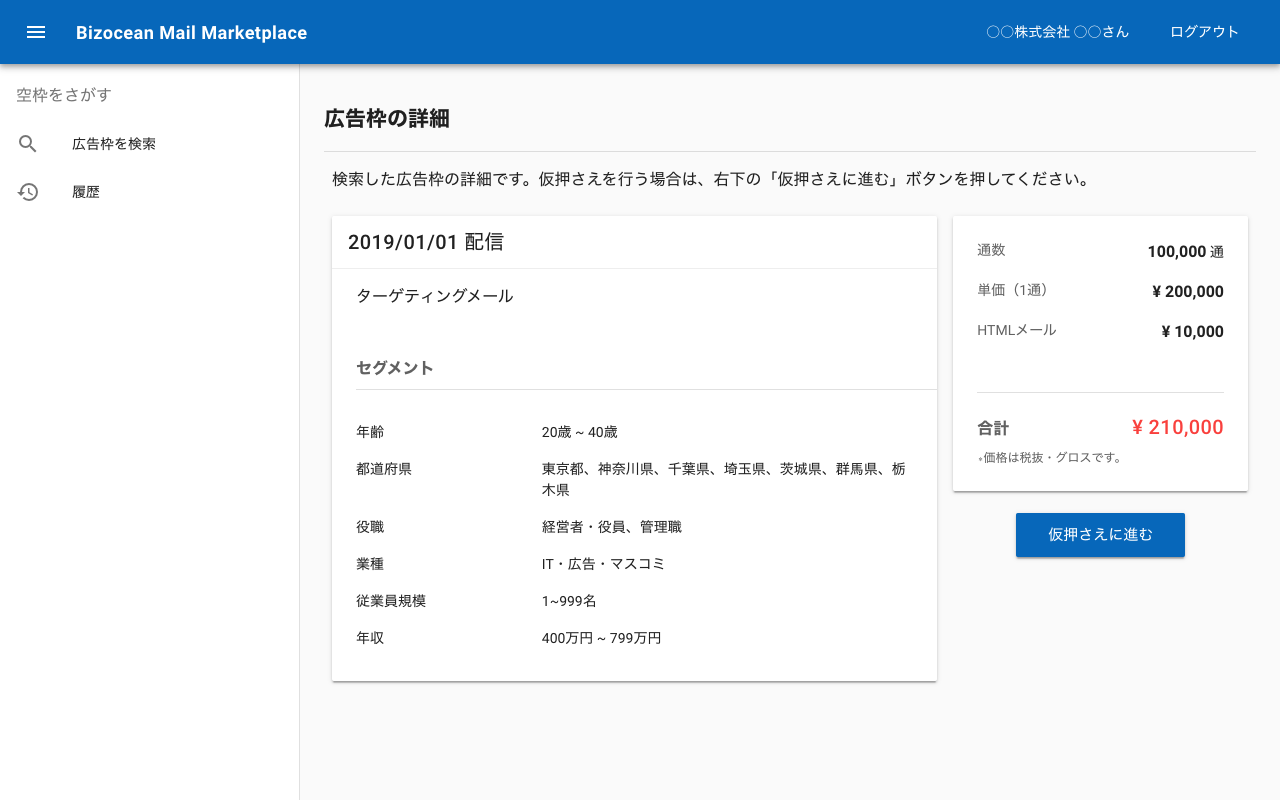 Bizocean Mail Marketplace
○○株式会社 ○○さん
ログアウト
空枠をさがす
広告枠を検索
履歴
広告枠の詳細
検索した広告枠の詳細です。仮押さえを行う場合は、右下の「仮押さえに進む」ボタンを押してください。
2019/01/01 配信
ターゲティングメール
セグメント
年齢 20歳 ~ 40歳
都道府県 東京都、神奈川県、千葉県、埼玉県、茨城県、群馬県、栃
木県
役職 経営者・役員、管理職
業種 IT・広告・マスコミ
従業員規模 1~999名
年収 400万円 ~ 799万円
通数 100,000 通
単価（1通） ¥ 200,000
HTMLメール ¥ 10,000
合計 ¥ 210,000
*価格は税抜・グロスです。
仮押さえに進む